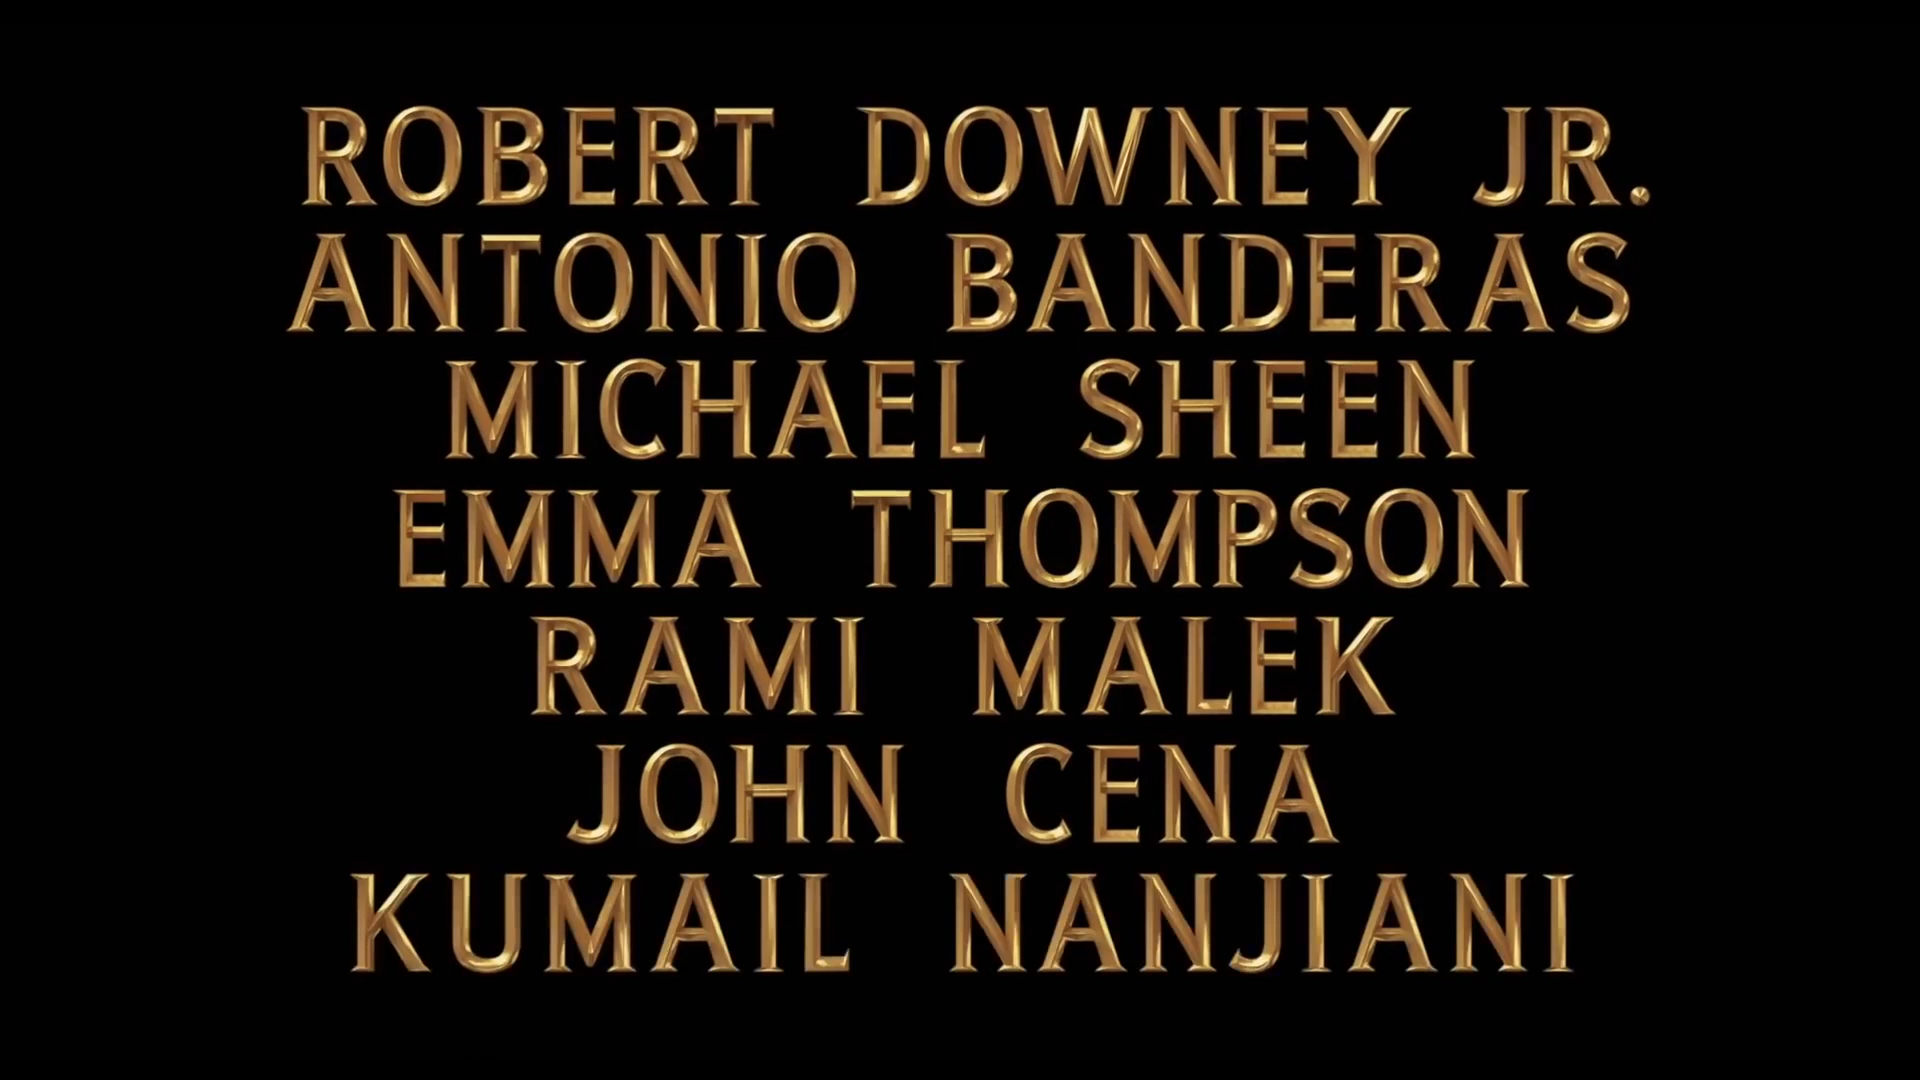 ROBERT DOWNEY JR.
ANTONIO BANDERAS
MICHAEL SHEEN
EMMA THOMPSON
RAMI MALEK
JOHN CENA
KUMAIL NANJIANI